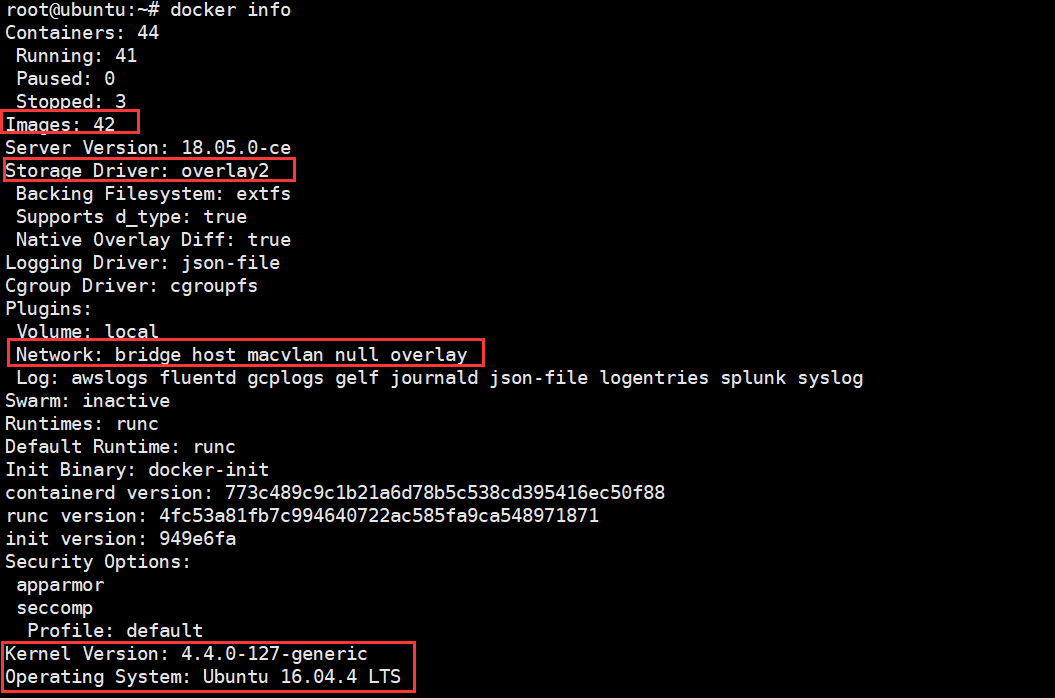 root@ubuntu:~# docker info
Containers: 44
 Running: 41
 Paused: 0
 Stopped: 3
Images: 42
Server Version: 18.05.0-ce
Storage Driver: overlay2
 Backing Filesystem: extfs
 Supports d_type: true
 Native Overlay Diff: true
Logging Driver: json-file
Cgroup Driver: cgroupfs
Plugins:
 Volume: local
 Network: bridge host macvlan null overlay
 Log: awslogs fluentd gcplogs gelf journald json-file logentries splunk syslog
Swarm: inactive
Runtimes: runc
Default Runtime: runc
Init Binary: docker-init
containerd version: 773c489c9c1b21a6d78b5c538cd395416ec50f88
runc version: 4fc53a81fb7c994640722ac585fa9ca548971871
init version: 949e6fa
Security Options:
 apparmor
 seccomp
  Profile: default
Kernel Version: 4.4.0-127-generic
Operating System: Ubuntu 16.04.4 LTS